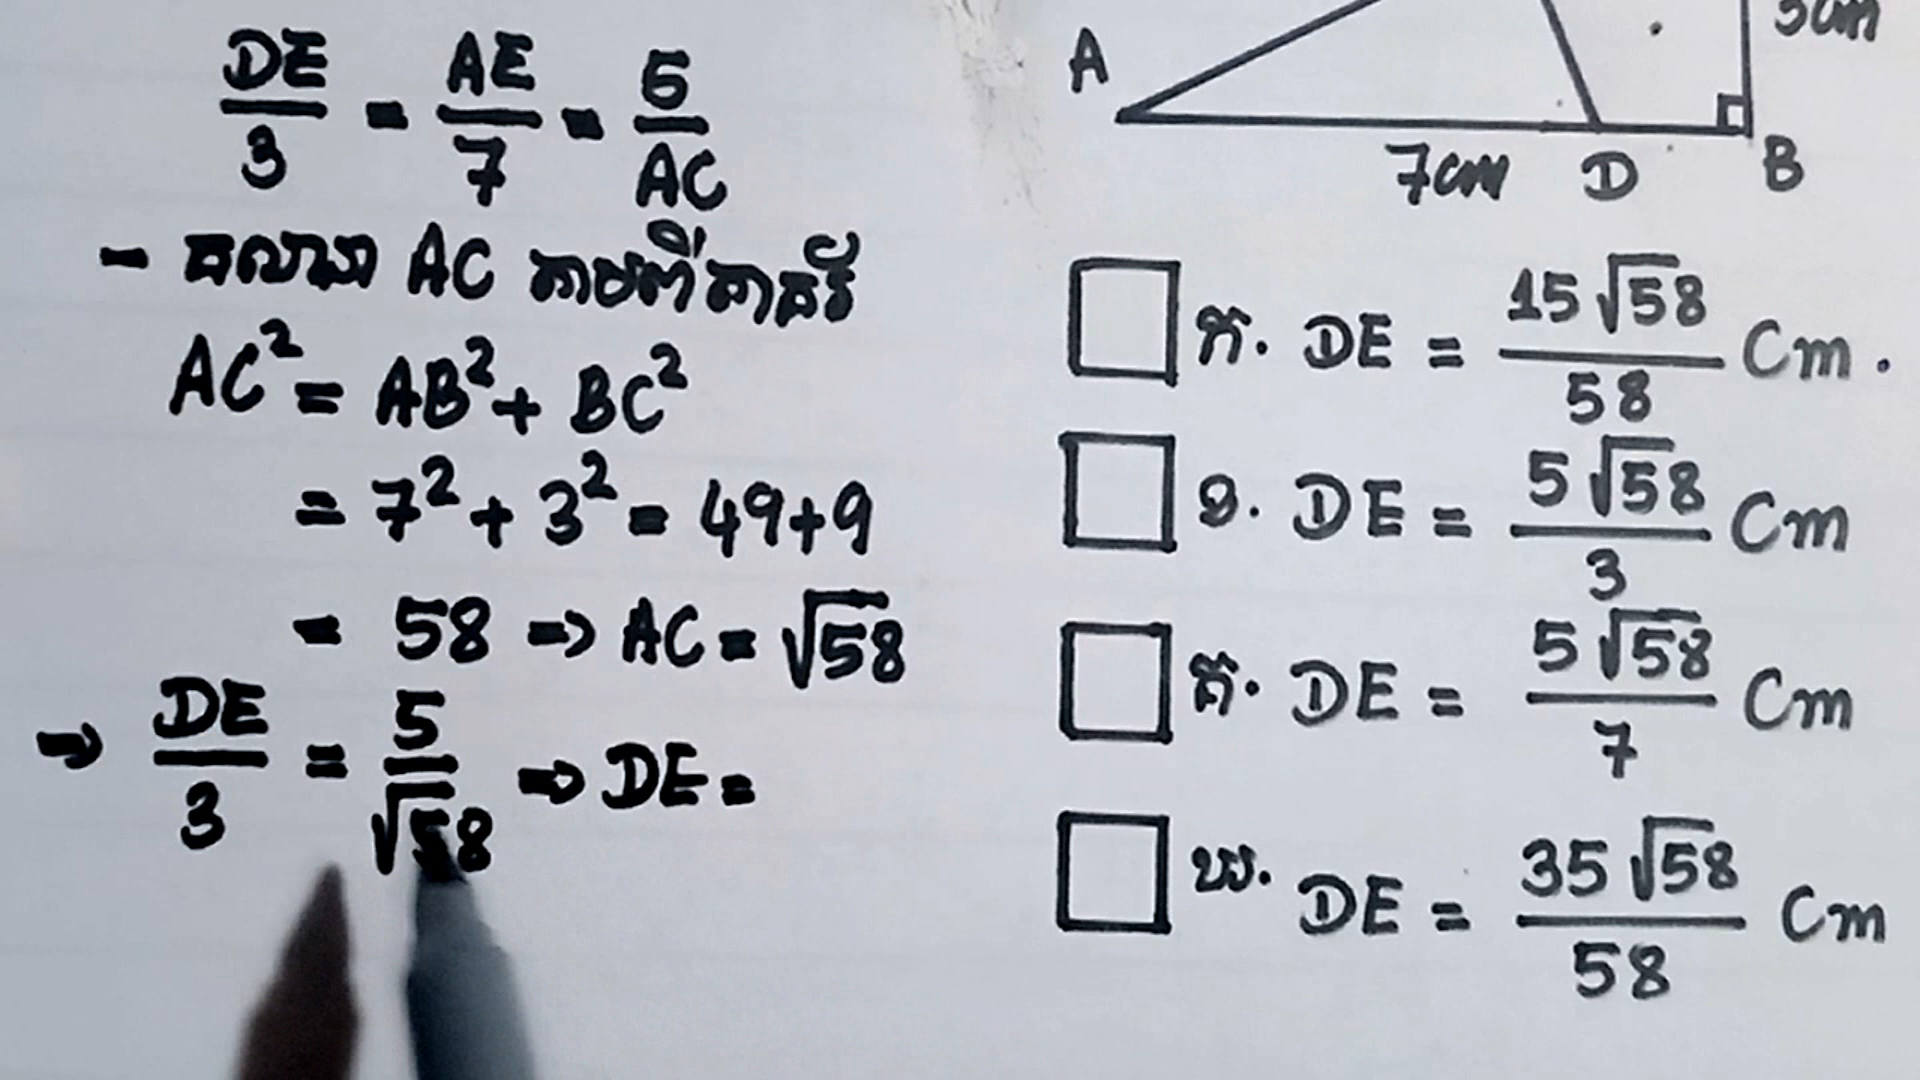 DE/3 = AE/7 = 5/AC
- គណនា AC តាមពីតាគ័រ
AC² = AB² + BC²
= 7² + 3² = 49+9
= 58 ⇒ AC = √58
⇒ DE/3 = 5/√58 ⇒ DE =
A
3cm
7cm D B
ក. DE = 15√58/58 Cm.
ខ. DE = 5√58/3 Cm
គ. DE = 5√58/7 Cm
ឃ. DE = 35√58/58 Cm